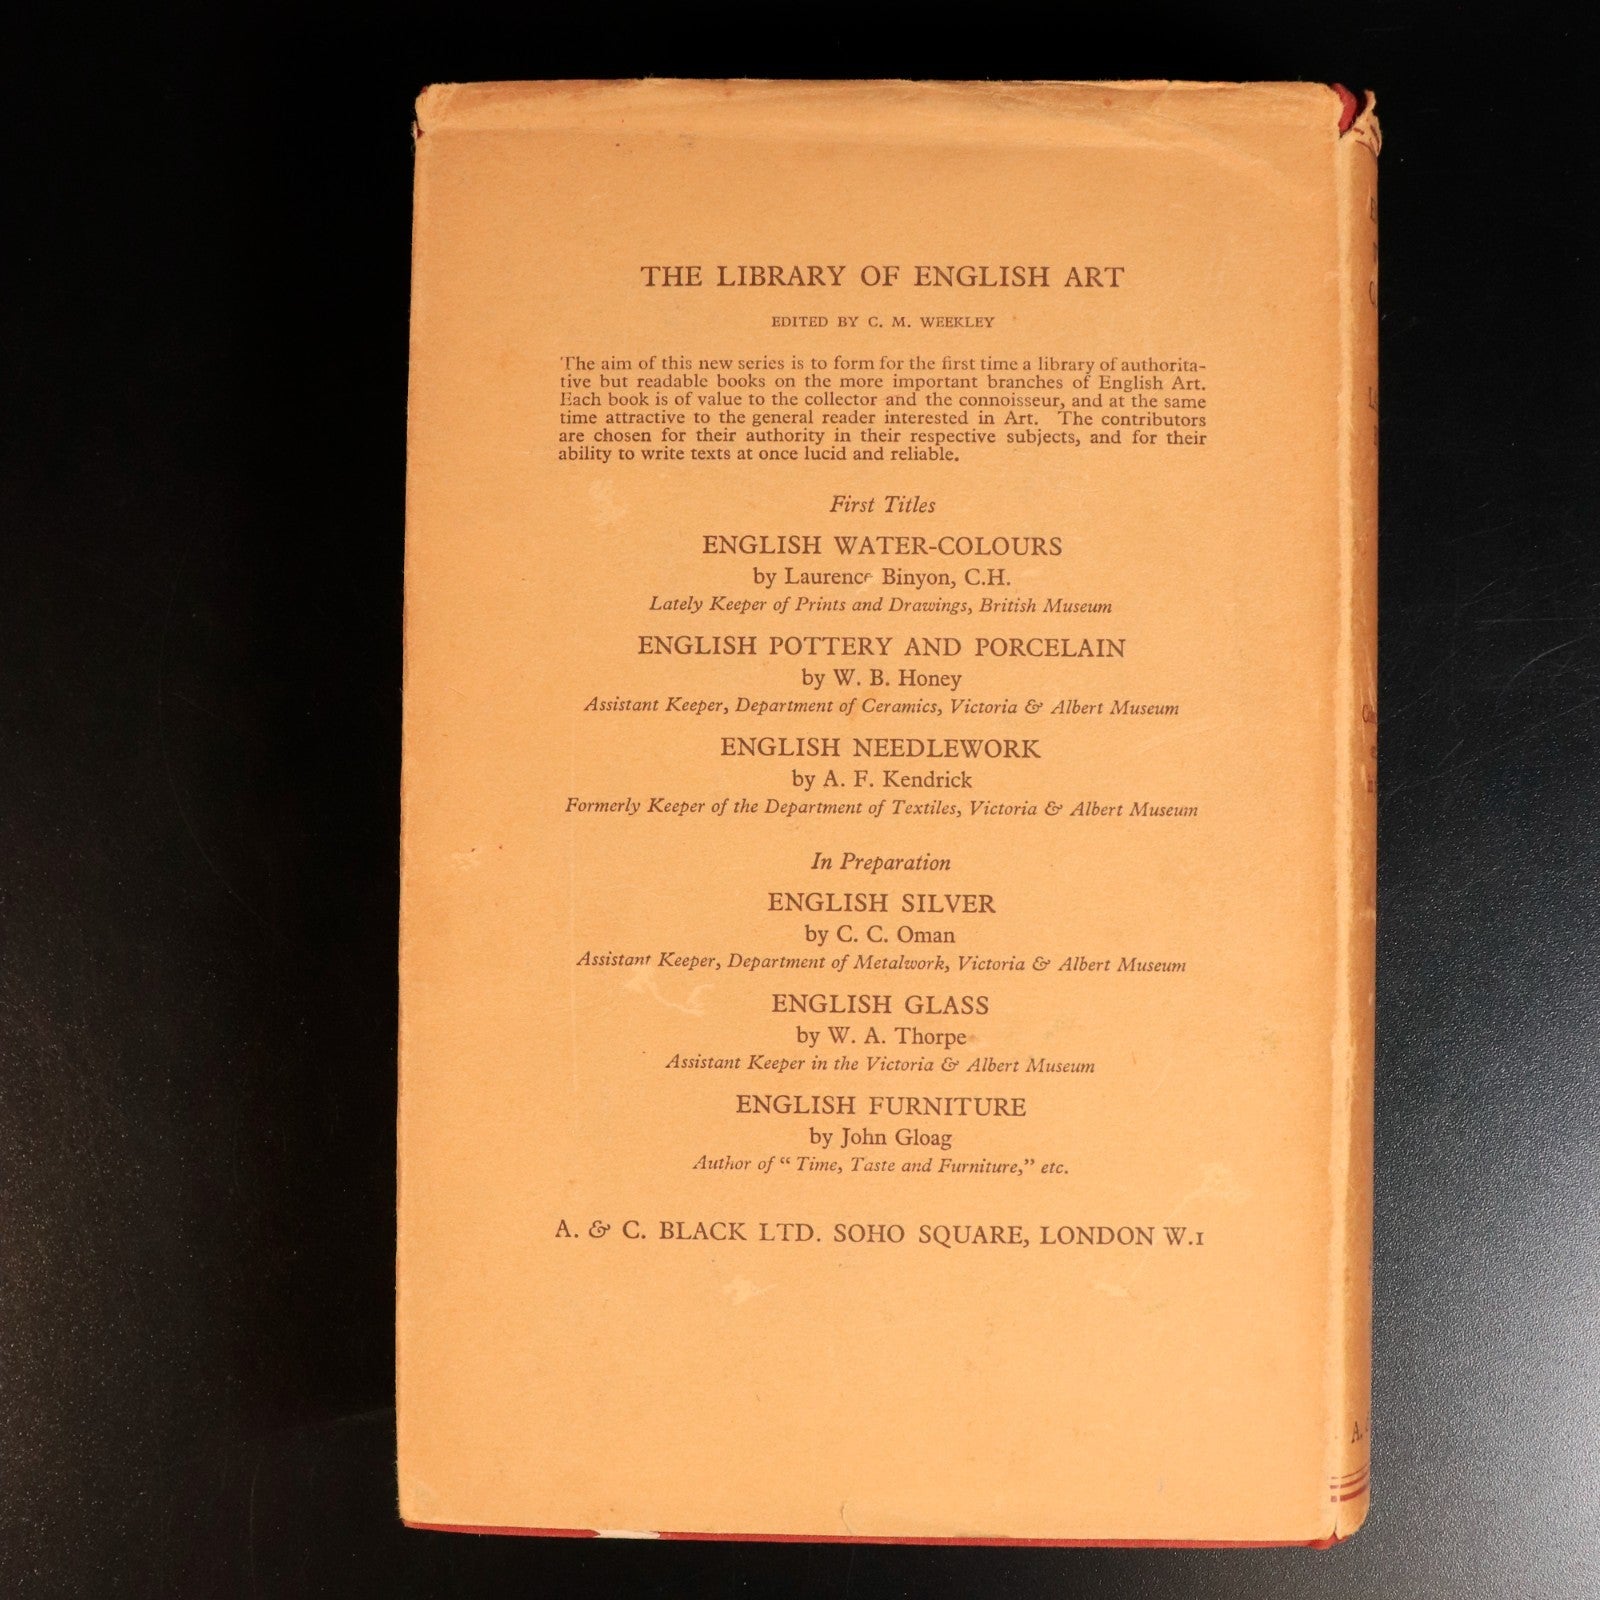 THE LIBRARY OF ENGLISH ART
EDITED BY C. M. WEEKLEY
The aim of this new series is to form for the first time a library of authorita-
tive but readable books on the more important branches of English Art.
Each book is of value to the collector and the connoisseur, and at the same
time attractive to the general reader interested in Art. The contributors
are chosen for their authority in their respective subjects, and for their
ability to write texts at once lucid and reliable.
First Titles
ENGLISH WATER-COLOURS
by Laurence Binyon, C.H.
Lately Keeper of Prints and Drawings, British Museum
ENGLISH POTTERY AND PORCELAIN
by W. B. Honey
Assistant Keeper, Department of Ceramics, Victoria & Albert Museum
ENGLISH NEEDLEWORK
by A. F. Kendrick
Formerly Keeper of the Department of Textiles, Victoria & Albert Museum
In Preparation
ENGLISH SILVER
by C. C. Oman
Assistant Keeper, Department of Metalwork, Victoria & Albert Museum
ENGLISH GLASS
by W. A. Thorpe
Assistant Keeper in the Victoria & Albert Museum
ENGLISH FURNITURE
by John Gloag
Author of "Time, Taste and Furniture," etc.
A. & C. BLACK LTD. SOHO SQUARE, LONDON W.1